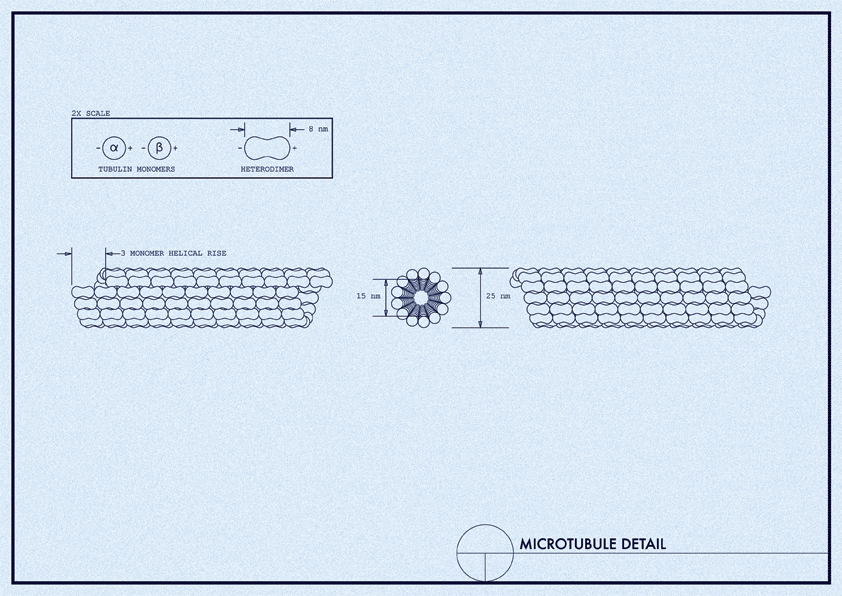 2X SCALE
8 nm
- α + - β + - +
TUBULIN MONOMERS HETERODIMER
3 MONOMER HELICAL RISE
15 nm 25 nm
MICROTUBULE DETAIL